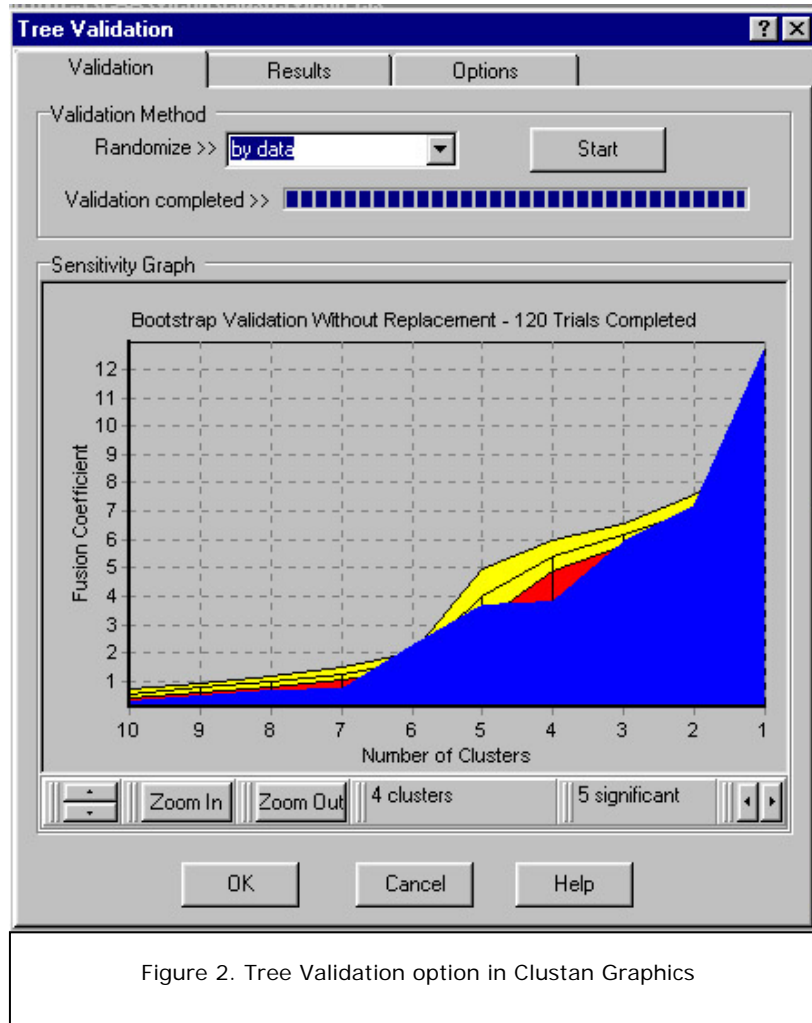 Tree Validation
Validation Results Options
Validation Method
Randomize >> by data Start
Validation completed >>
Sensitivity Graph
Bootstrap Validation Without Replacement - 120 Trials Completed
Fusion Coefficient
12
11
10
9
8
7
6
5
4
3
2
1
10 9 8 7 6 5 4 3 2 1
Number of Clusters
Zoom In Zoom Out 4 clusters 5 significant
OK Cancel Help
Figure 2. Tree Validation option in Clustan Graphics